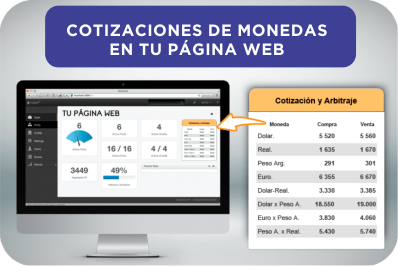 COTIZACIONES DE MONEDAS
EN TU PÁGINA WEB
TU PÁGINA WEB
6
6
4
16 / 16
4 / 4
3449
49%
Cotización y Arbitraje
Moneda Compra Venta
Dolar. 5 520 5 560
Real. 1 635 1 670
Peso Arg. 291 301
Euro. 6 355 6 670
Dolar-Real. 3.330 3.385
Dolar x Peso A. 18.550 19.000
Euro x Peso A. 3.830 4.060
Peso A. x Real. 5.430 5.740